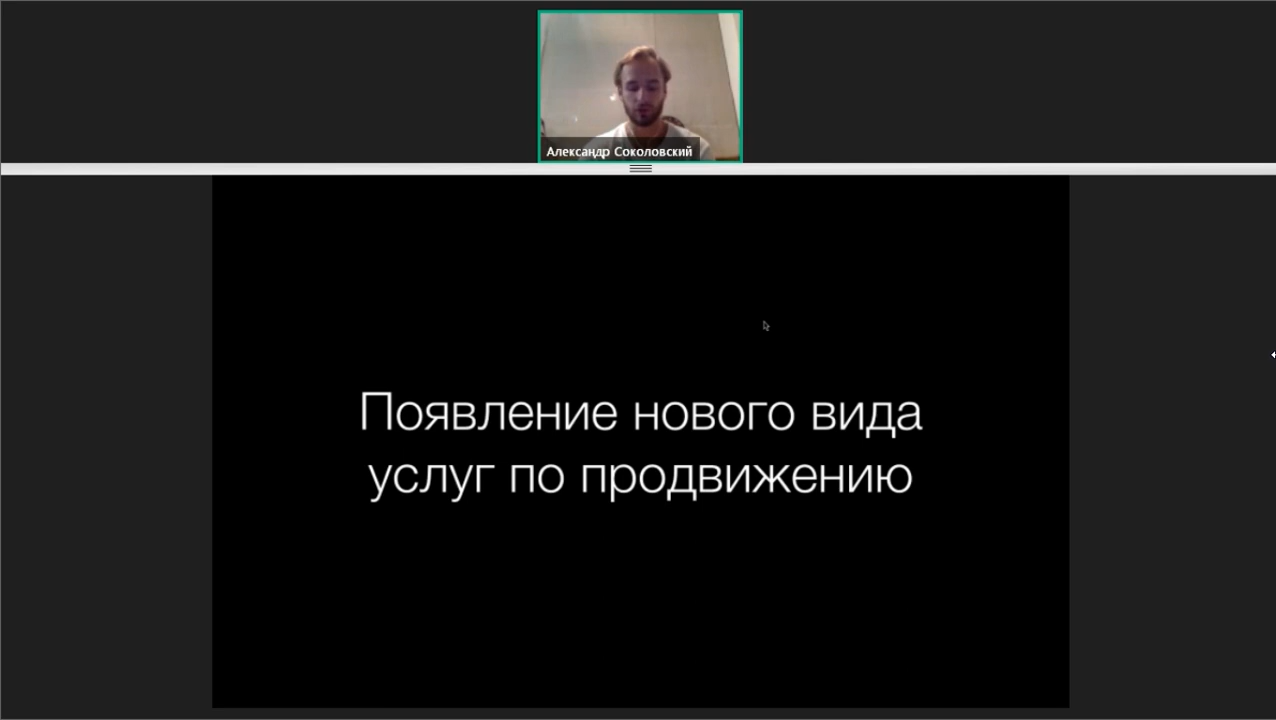 Александр Соколовский
Появление нового вида
услуг по продвижению